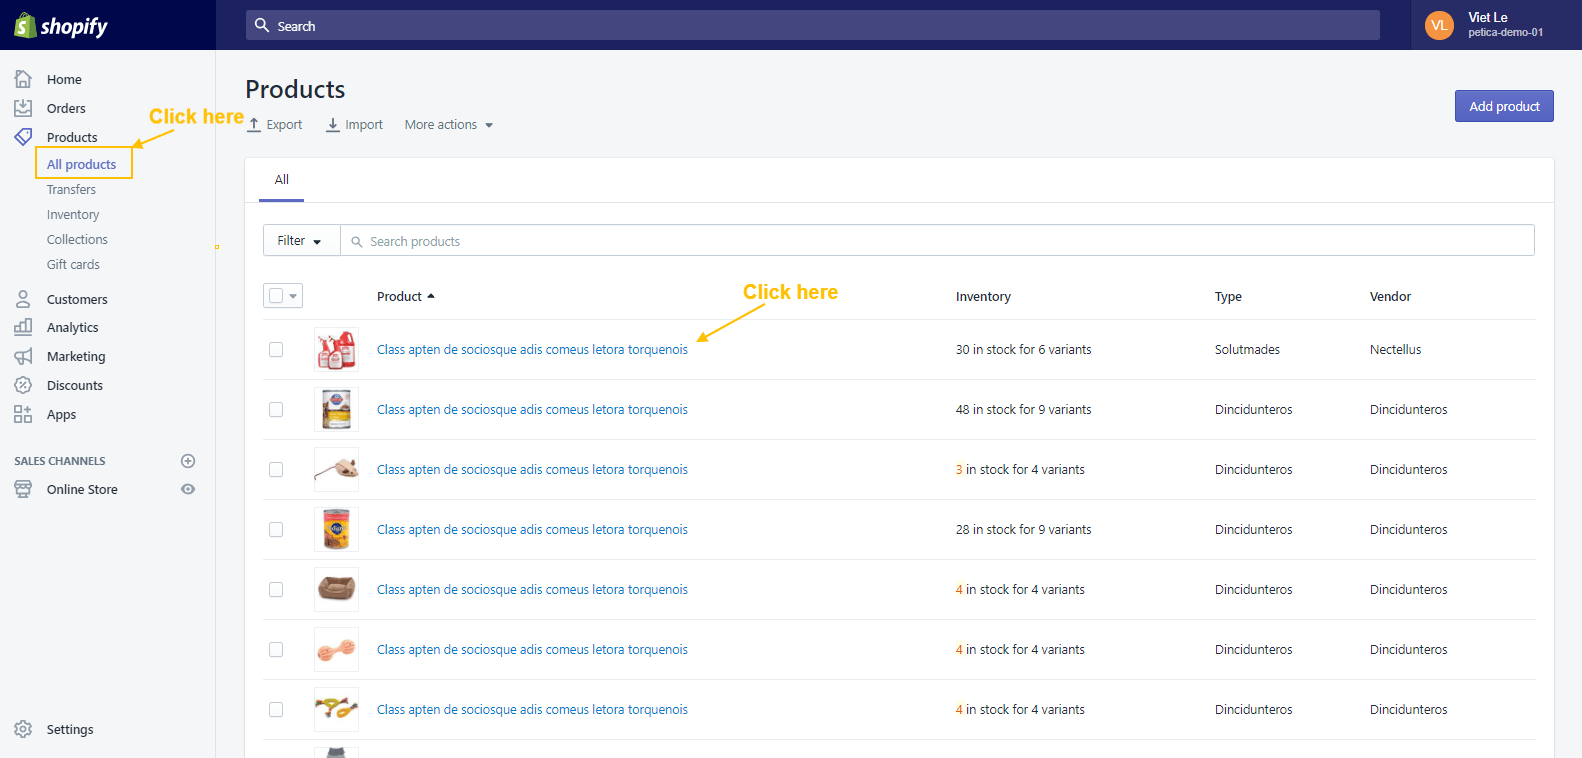 shopify
Search
VL
Viet Le
petica-demo-01
Home
Orders
Products
All products
Transfers
Inventory
Collections
Gift cards
Customers
Analytics
Marketing
Discounts
Apps
SALES CHANNELS
Online Store
Settings
Click here
Products
Export Import More actions
Add product
All
Filter Search products
Click here
Product Inventory Type Vendor
Class apten de sociosque adis comeus letora torquenois 30 in stock for 6 variants Solutmades Nectellus
Class apten de sociosque adis comeus letora torquenois 48 in stock for 9 variants Dincidunteros Dincidunteros
Class apten de sociosque adis comeus letora torquenois 3 in stock for 4 variants Dincidunteros Dincidunteros
Class apten de sociosque adis comeus letora torquenois 28 in stock for 9 variants Dincidunteros Dincidunteros
Class apten de sociosque adis comeus letora torquenois 4 in stock for 4 variants Dincidunteros Dincidunteros
Class apten de sociosque adis comeus letora torquenois 4 in stock for 4 variants Dincidunteros Dincidunteros
Class apten de sociosque adis comeus letora torquenois 4 in stock for 4 variants Dincidunteros Dincidunteros